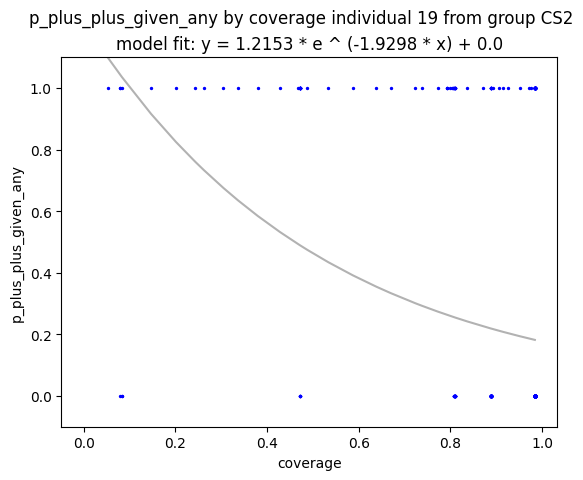 p_plus_plus_given_any by coverage individual 19 from group CS2
model fit: y = 1.2153 * e ^ (-1.9298 * x) + 0.0
p_plus_plus_given_any
1.0
0.8
0.6
0.4
0.2
0.0
0.0 0.2 0.4 0.6 0.8 1.0
coverage